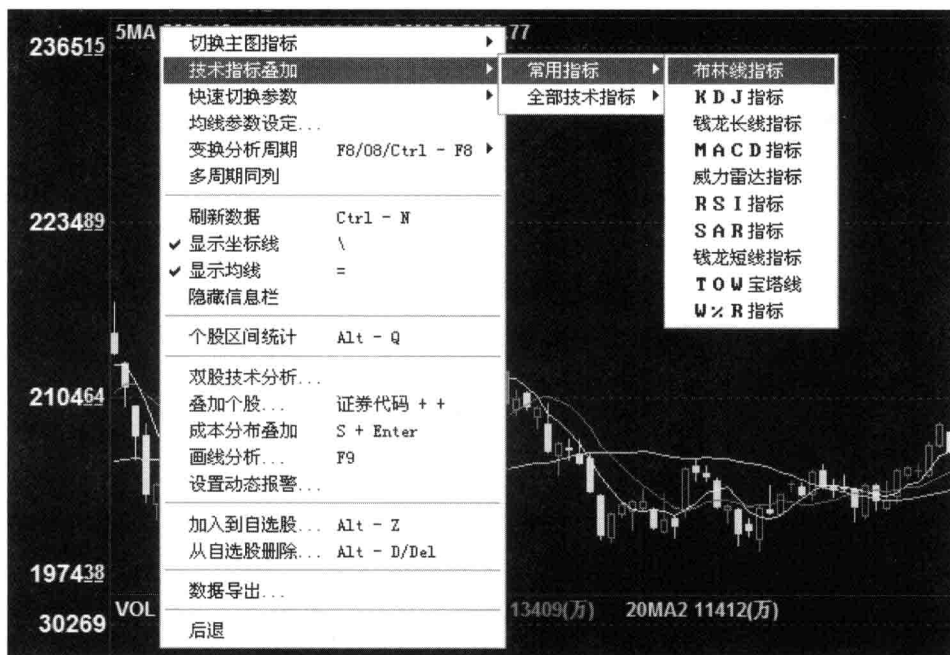 5MA
77
236515
223489
210464
197438
30269
切换主图指标
技术指标叠加
快速切换参数
均线参数设定...
变换分析周期 F8/08/Ctrl - F8
多周期同列
刷新数据 Ctrl - N
✓ 显示坐标线 \
✓ 显示均线 =
隐藏信息栏
个股区间统计 Alt - Q
双股技术分析...
叠加个股... 证券代码 + +
成本分布叠加 S + Enter
画线分析... F9
设置动态报警...
加入到自选股... Alt - Z
从自选股删除... Alt - D/Del
数据导出...
后退
常用指标
全部技术指标
布林线指标
KDJ指标
钱龙长线指标
MACD指标
威力雷达指标
RSI指标
SAR指标
钱龙短线指标
TOW宝塔线
W%R指标
VOL
13409(万) 20MA2 11412(万)